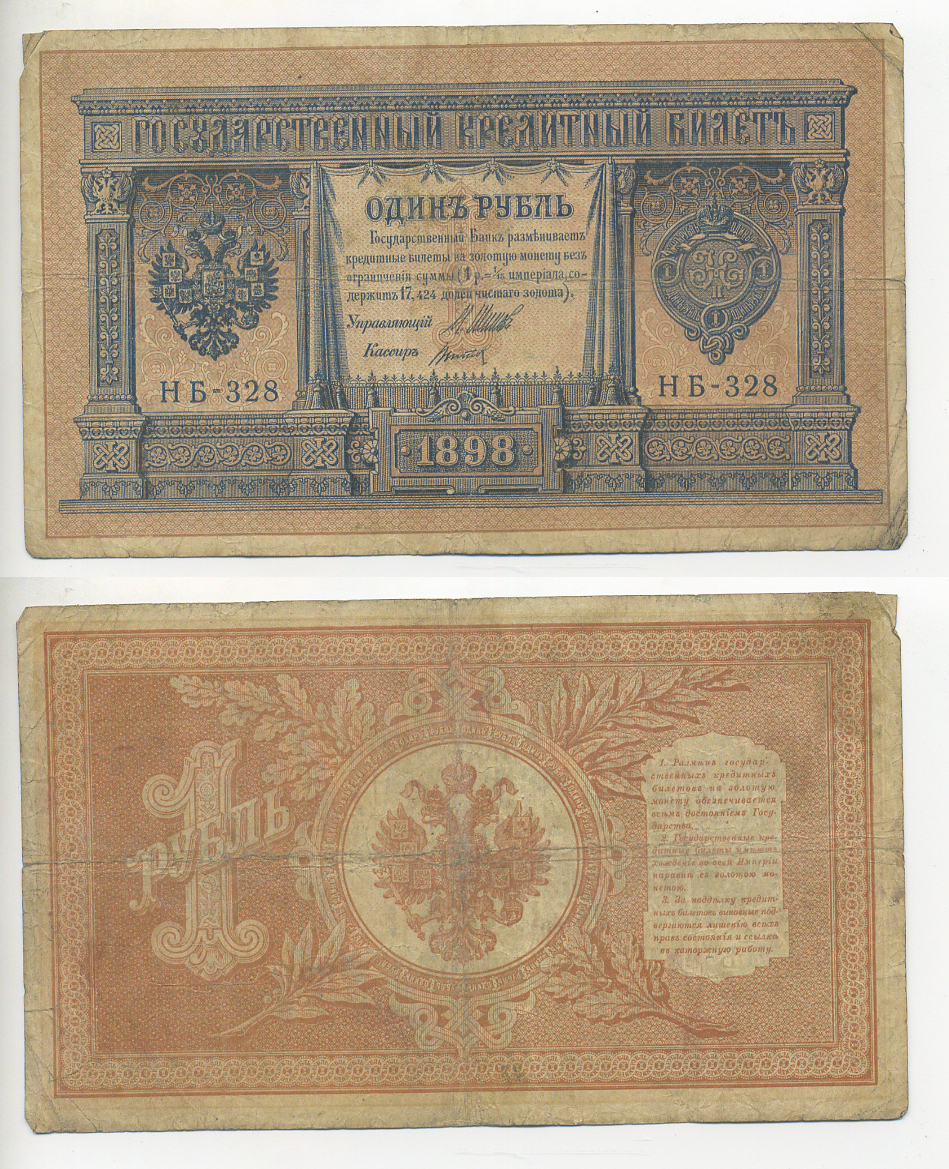 ГОСУДАРСТВЕННЫЙ КРЕДИТНЫЙ БИЛЕТЪ
ОДИНЪ РУБЛЬ
Государственный Банкъ размѣниваетъ
кредитные билеты на золотую монету безъ
ограниченія суммы (1 р.=1/15 имперіала, со-
держитъ 17,424 долей чистаго золота).
Управляющій
Кассиръ
1
1
1
II
НБ-328
НБ-328
1898
1
РУБЛЬ
1. Размѣнъ государ-
ственныхъ кредитныхъ
билетовъ на золотую
монету обезпечивается
всѣмъ достояніемъ Госу-
дарства.
2. Государственные кре-
дитные билеты имѣютъ
хожденіе во всей Имперіи
наравнѣ съ золотою мо-
нетою.
3. За поддѣлку кредит-
ныхъ билетовъ виновные под-
вергаются лишенію всѣхъ
правъ состоянія и ссылкѣ
въ каторжную работу.